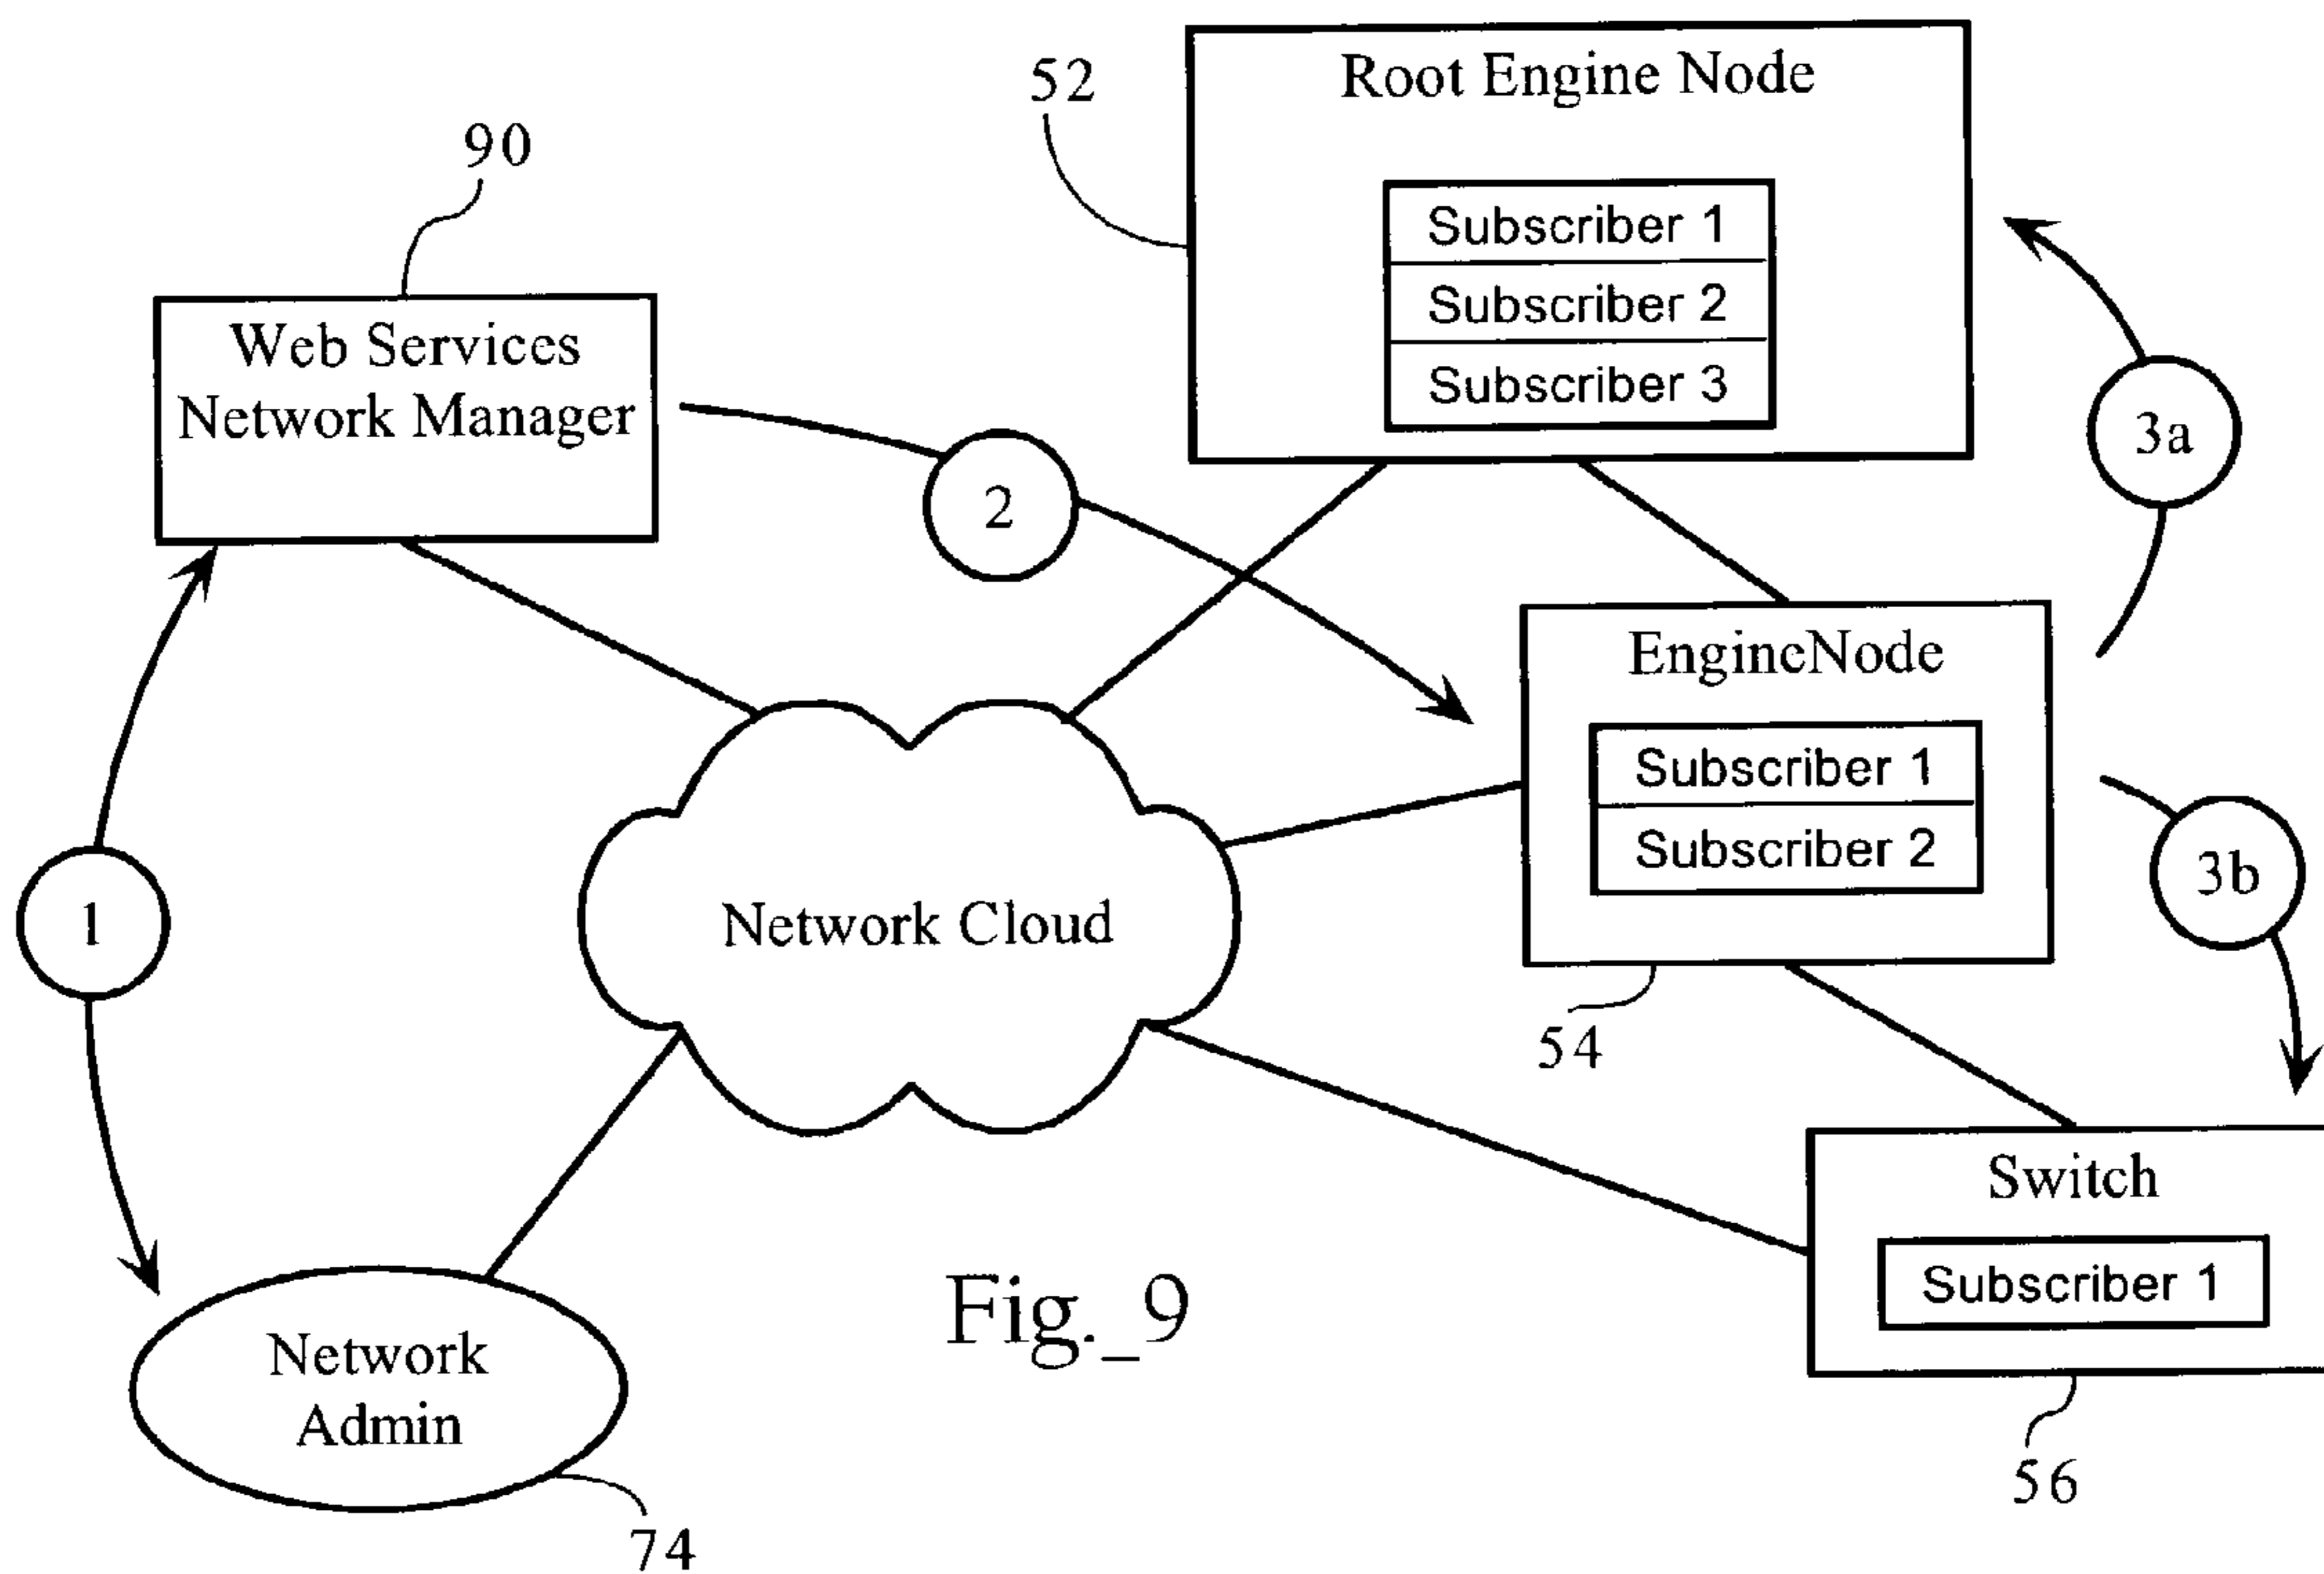 52
Root Engine Node
Subscriber 1
Subscriber 2
Subscriber 3
90
Web Services
Network Manager
2
3a
EngineNode
Subscriber 1
Subscriber 2
54
3b
1
Network Cloud
Switch
Subscriber 1
56
Network
Admin
74
Fig._9